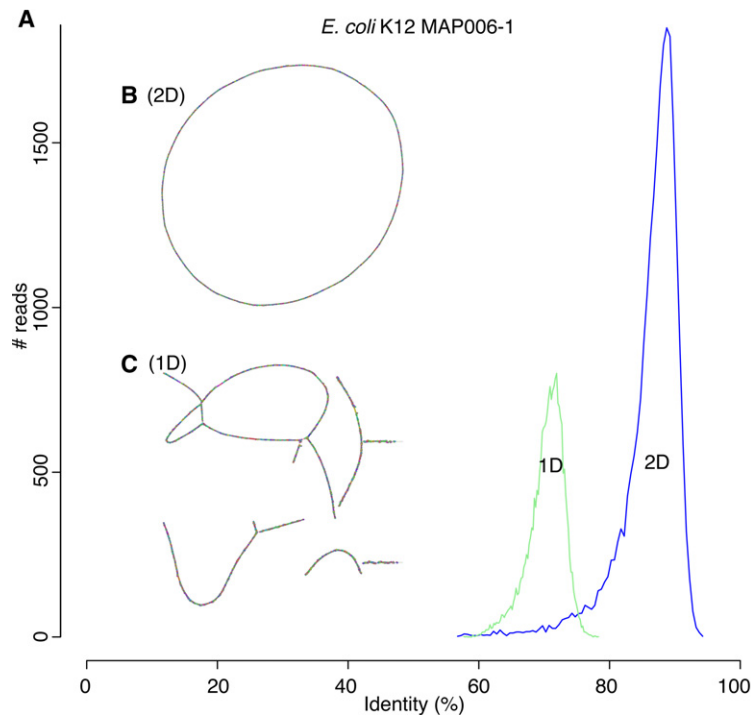 A
E. coli K12 MAP006-1
B (2D)
C (1D)
1D
2D
# reads
0
500
1000
1500
0
20
40
60
80
100
Identity (%)